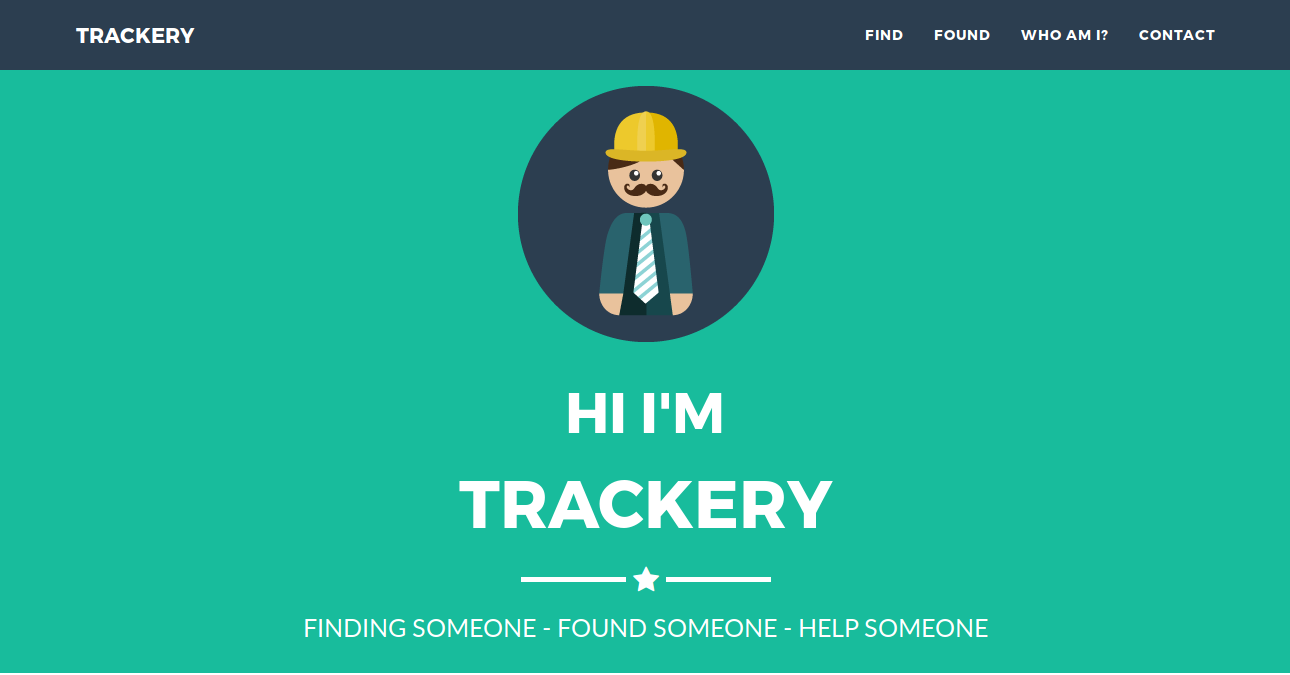 TRACKERY
FIND FOUND WHO AM I? CONTACT
HI I'M
TRACKERY
FINDING SOMEONE - FOUND SOMEONE - HELP SOMEONE